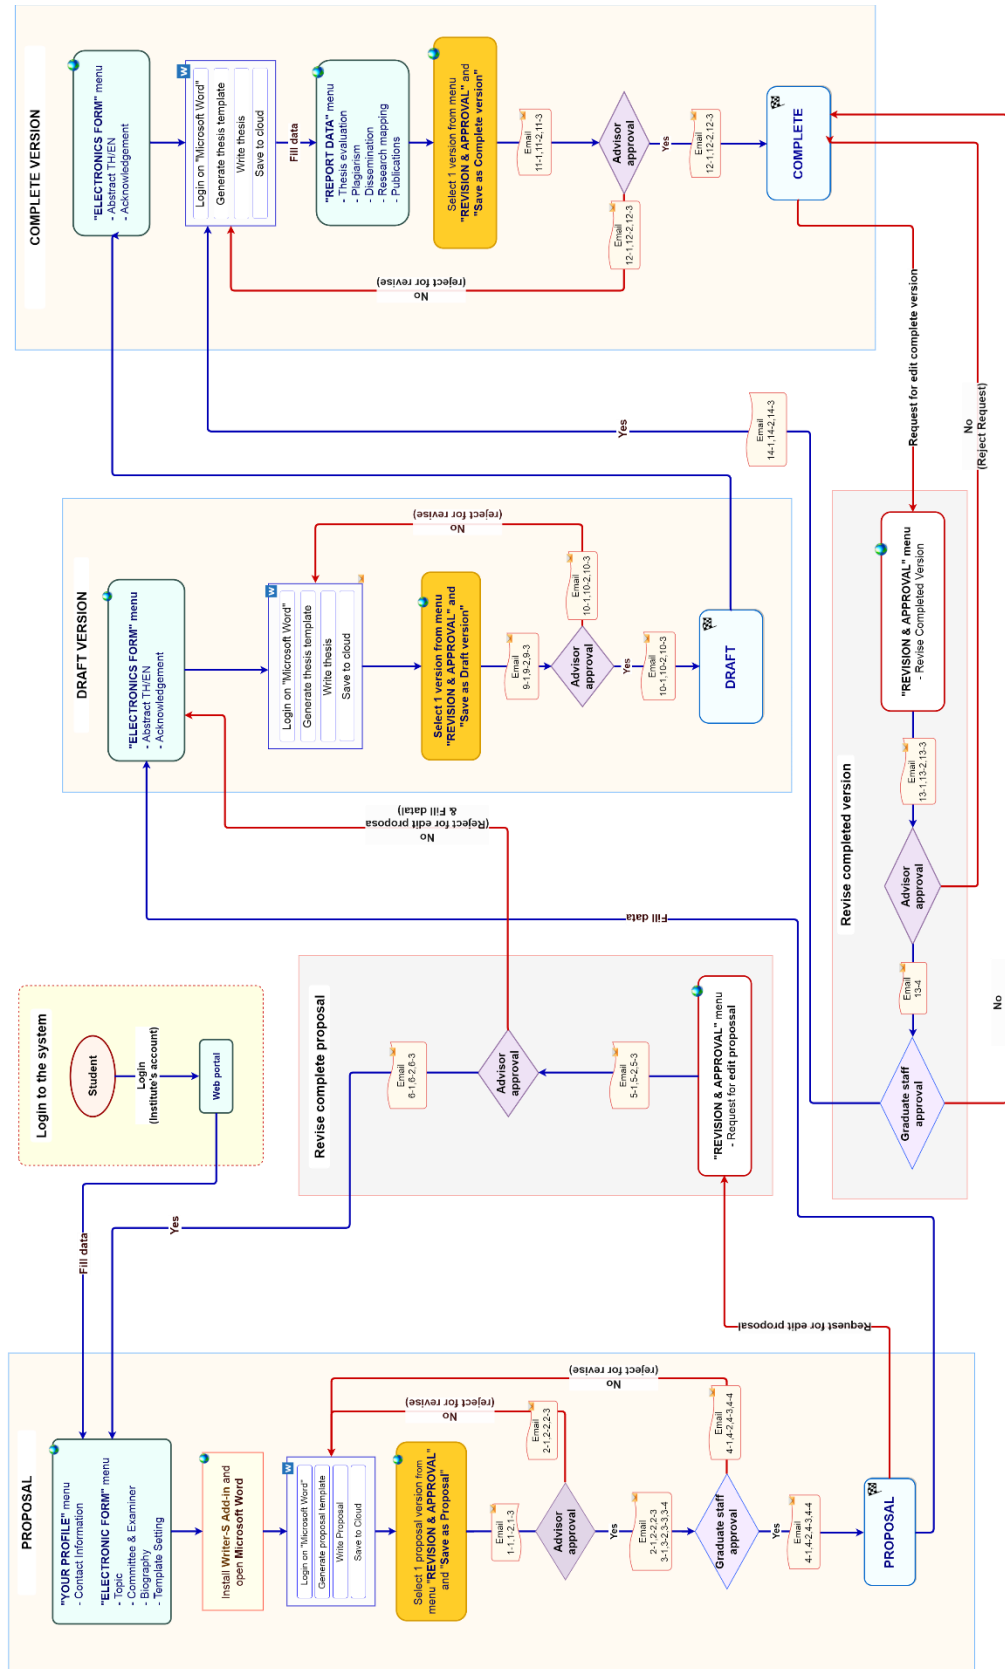 PROPOSAL
"YOUR PROFILE" menu
- Contact Information
"ELECTRONIC FORM" menu
- Topic
- Committee & Examiner
- Biography
- Template Setting
Install Writer-S Add-in and
open Microsoft Word
Login on "Microsoft Word"
Generate proposal template
Write Proposal
Save to Cloud
Select 1 proposal version from
menu "REVISION & APPROVAL"
and "Save as Proposal"
Email
1-1,1-2,1-3
Advisor
approval
Email
2-1,2-2,2-3
No
(reject for revise)
Yes
Email
2-1,2-2,2-3
3-1,3-2,3-3,3-4
Graduate staff
approval
Email
4-1,4-2,4-3,4-4
No
(reject for revise)
Yes
Email
4-1,4-2,4-3,4-4
PROPOSAL
Request for edit proposal
Fill data
Yes
Login to the system
Student
Login
(Institute's account)
Web portal
Fill data
Revise complete proposal
Email
6-1,6-2,6-3
Advisor
approval
Email
5-1,5-2,5-3
"REVISION & APPROVAL" menu
- Request for edit propossal
No
(Reject for edit proposa
& Fill datal)
DRAFT VERSION
"ELECTRONICS FORM" menu
- Abstract TH/EN
- Acknowledgement
Login on "Microsoft Word"
Generate thesis template
Write thesis
Save to cloud
Select 1 version from menu
"REVISION & APPROVAL" and
"Save as Draft version"
Email
9-1,9-2,9-3
Advisor
approval
Email
10-1,10-2,10-3
No
(reject for revise)
Yes
Email
10-1,10-2,10-3
DRAFT
COMPLETE VERSION
"ELECTRONICS FORM" menu
- Abstract TH/EN
- Acknowledgement
Login on "Microsoft Word"
Generate thesis template
Write thesis
Save to cloud
Fill data
"REPORT DATA" menu
- Thesis evaluation
- Plagiarism
- Dissemination
- Research mapping
- Publications
Select 1 version from menu
"REVISION & APPROVAL" and
"Save as Complete version"
Email
11-1,11-2,11-3
Advisor
approval
Email
12-1,12-2,12-3
No
(reject for revise)
Yes
Email
12-1,12-2,12-3
COMPLETE
Request for edit complete version
Revise completed version
"REVISION & APPROVAL" menu
- Revise Completed Version
Email
13-1,13-2,13-3
Advisor
approval
No
(Reject Request)
Email
13-4
Graduate staff
approval
No
Yes
Email
14-1,14-2,14-3